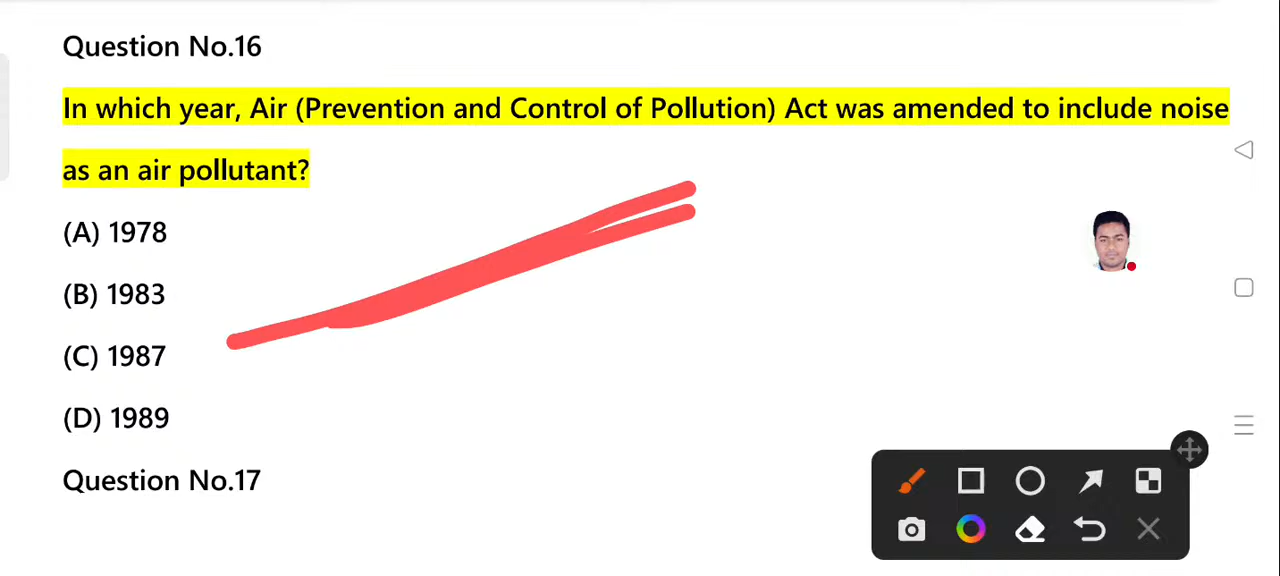 Question No.16
In which year, Air (Prevention and Control of Pollution) Act was amended to include noise
as an air pollutant?
(A) 1978
(B) 1983
(C) 1987
(D) 1989
Question No.17